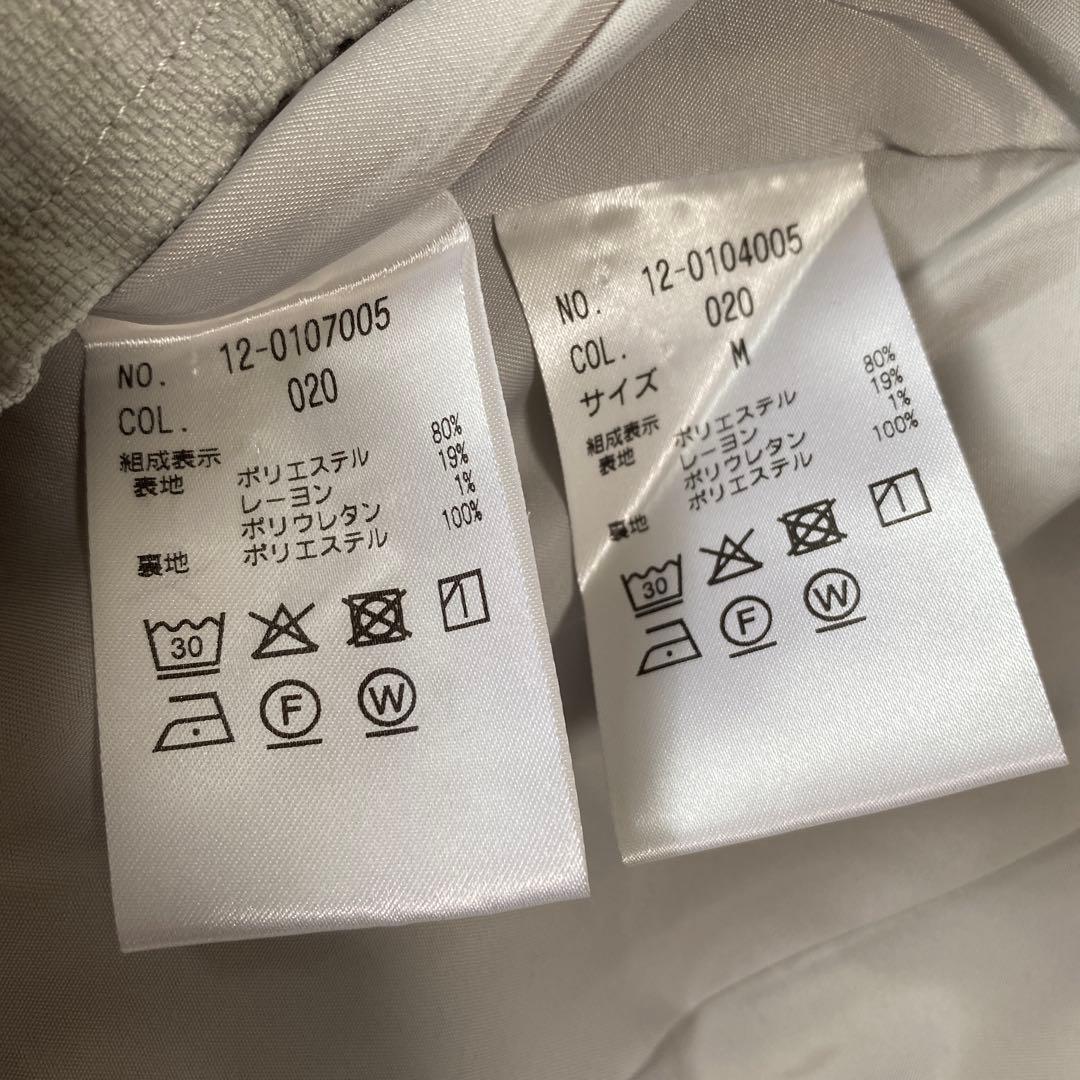 NO. 12-0107005
COL. 020
組成表示
表地 ポリエステル 80%
レーヨン 19%
ポリウレタン 1%
裏地 ポリエステル 100%
30
F W
NO. 12-0104005
COL. 020
サイズ M
組成表示
表地 ポリエステル 80%
レーヨン 19%
ポリウレタン 1%
裏地 ポリエステル 100%
30
F W